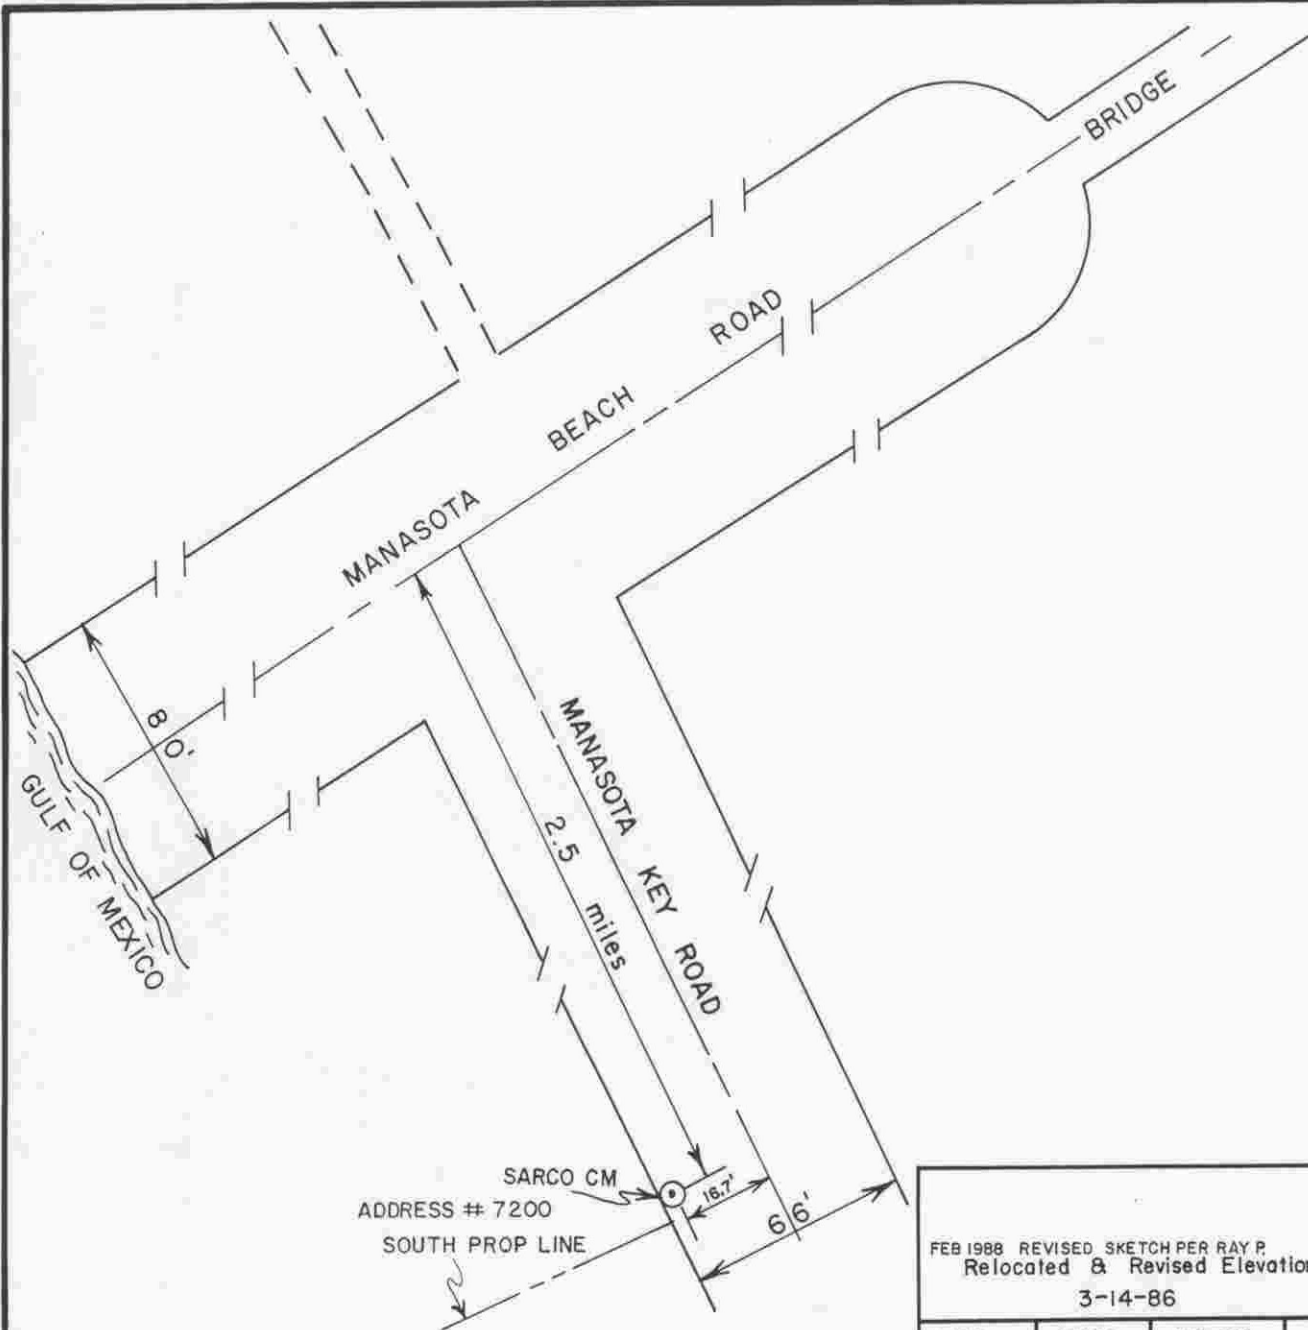 BRIDGE
MANASOTA BEACH ROAD
80'
GULF OF MEXICO
MANASOTA KEY ROAD
2.5 miles
SARCO CM
16.7'
ADDRESS # 7200
66'
SOUTH PROP LINE
FEB 1988 REVISED SKETCH PER RAY P.
Relocated & Revised Elevation
3-14-86